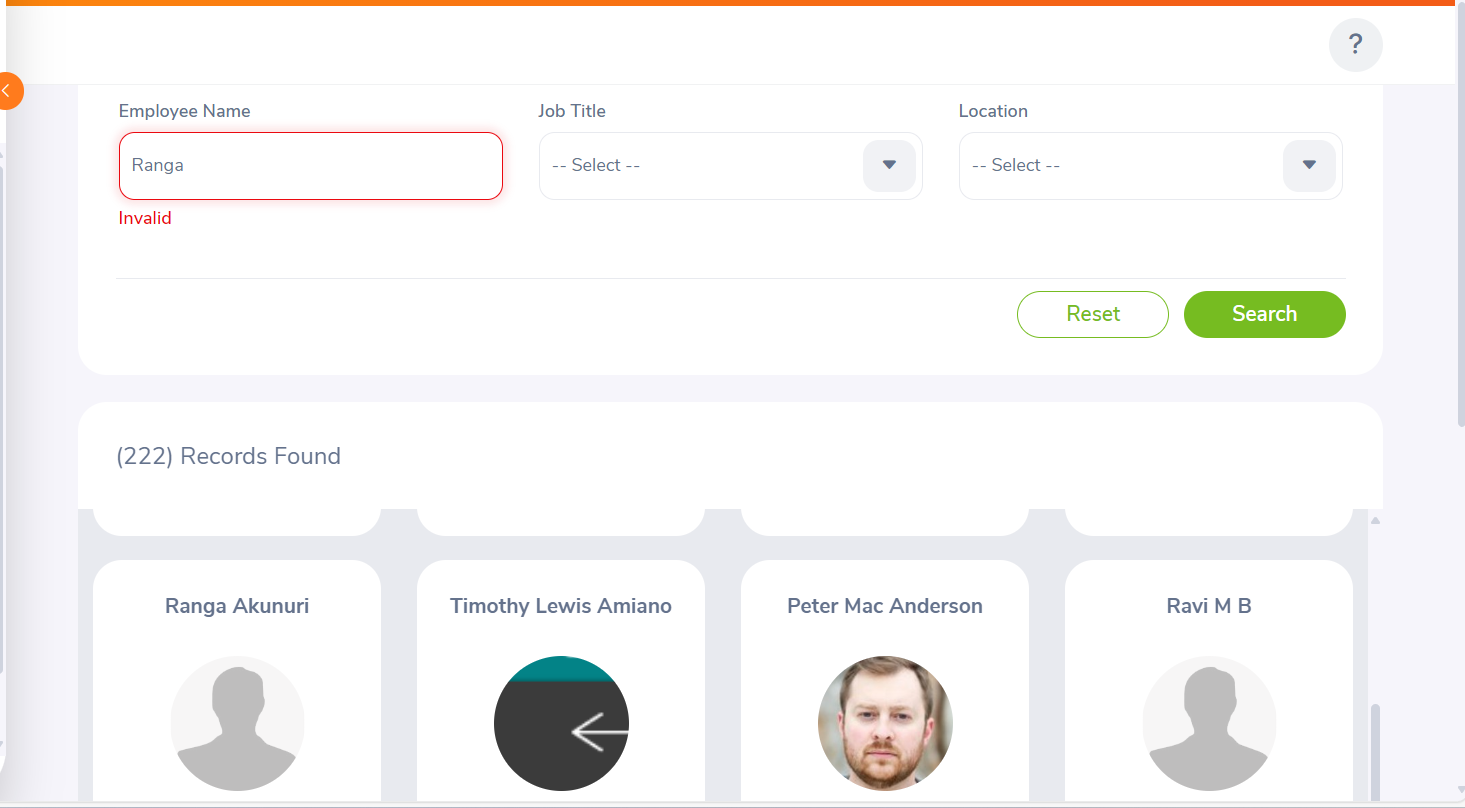 ?
Employee Name
Job Title
Location
Ranga
-- Select --
-- Select --
Invalid
Reset
Search
(222) Records Found
Ranga Akunuri
Timothy Lewis Amiano
Peter Mac Anderson
Ravi M B